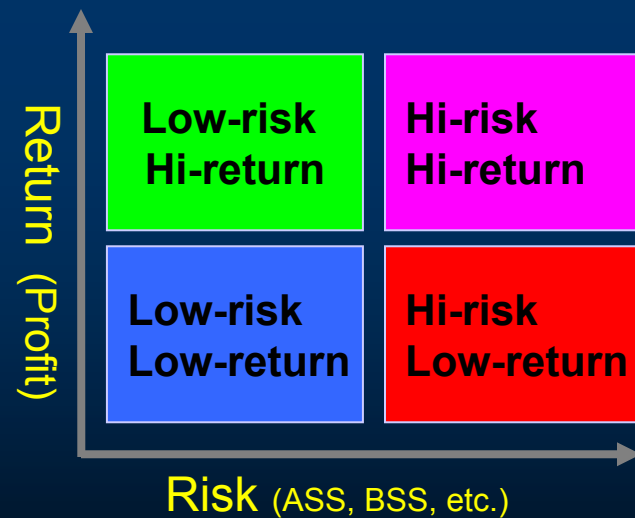 Return (Profit)
Low-risk
Hi-return
Hi-risk
Hi-return
Low-risk
Low-return
Hi-risk
Low-return
Risk (ASS, BSS, etc.)